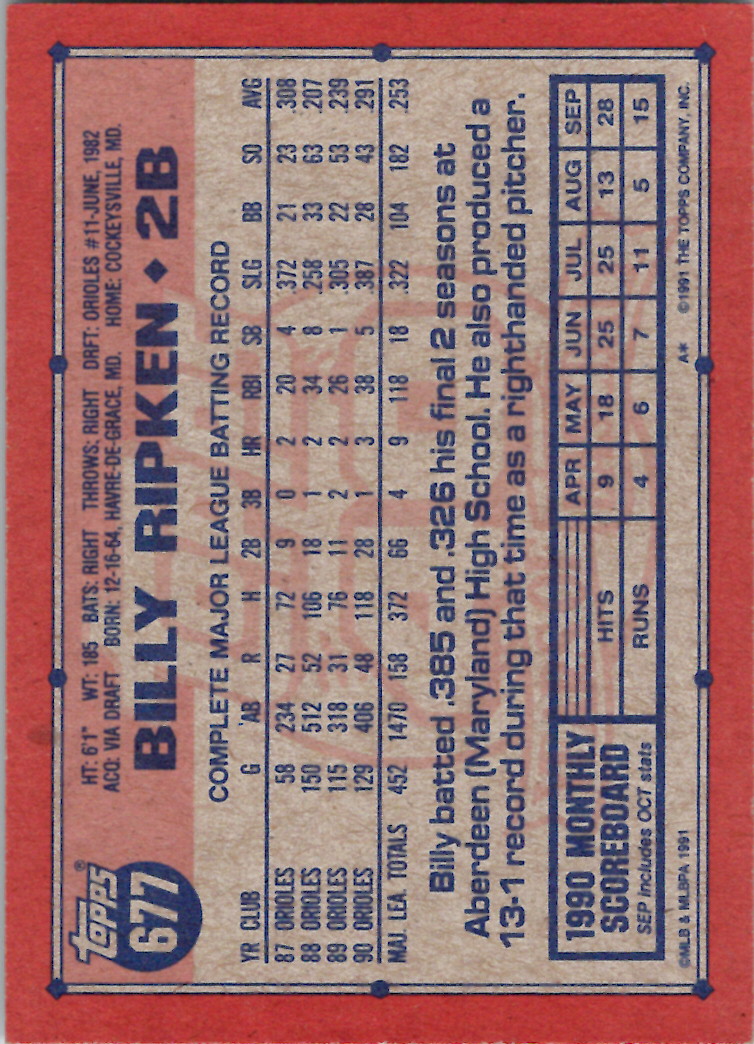 topps®
677
HT: 6'1" WT: 185 BATS: RIGHT THROWS: RIGHT DRFT: ORIOLES #11-JUNE, 1982
ACQ: VIA DRAFT BORN: 12-16-64, HAVRE-DE-GRACE, MD. HOME: COCKEYSVILLE, MD.
BILLY RIPKEN ◆ 2B
COMPLETE MAJOR LEAGUE BATTING RECORD
YR CLUB G AB R H 2B 3B HR RBI SB SLG BB SO AVG
87 ORIOLES 58 234 27 72 9 0 2 20 4 .372 21 23 .308
88 ORIOLES 150 512 52 106 18 1 2 34 8 .258 33 63 .207
89 ORIOLES 115 318 31 76 11 2 2 26 1 .305 22 53 .239
90 ORIOLES 129 406 48 118 28 1 3 38 5 .387 28 43 .291
MAJ. LEA. TOTALS 452 1470 158 372 66 4 9 118 18 .322 104 182 .253
Billy batted .385 and .326 his final 2 seasons at
Aberdeen (Maryland) High School. He also produced a
13-1 record during that time as a righthanded pitcher.
1990 MONTHLY
SCOREBOARD
SEP includes OCT stats
APR MAY JUN JUL AUG SEP
HITS 9 18 25 25 13 28
RUNS 4 6 7 11 5 15
©MLB & MLBPA 1991 A* ©1991 THE TOPPS COMPANY, INC.